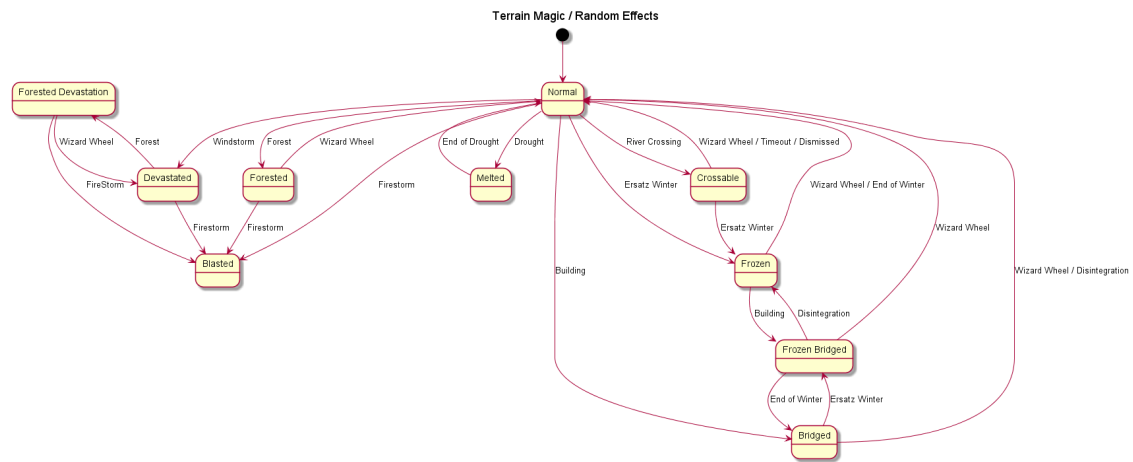 Terrain Magic / Random Effects
Forested Devastation
Normal
Wizard Wheel
Forest
Windstorm
Forest
Wizard Wheel
End of Drought
Drought
River Crossing
Wizard Wheel / Timeout / Dismissed
FireStorm
Devastated
Forested
Firestorm
Melted
Ersatz Winter
Crossable
Wizard Wheel / End of Winter
Firestorm
Firestorm
Ersatz Winter
Wizard Wheel
Blasted
Frozen
Building
Wizard Wheel / Disintegration
Building
Disintegration
Frozen Bridged
End of Winter
Ersatz Winter
Bridged